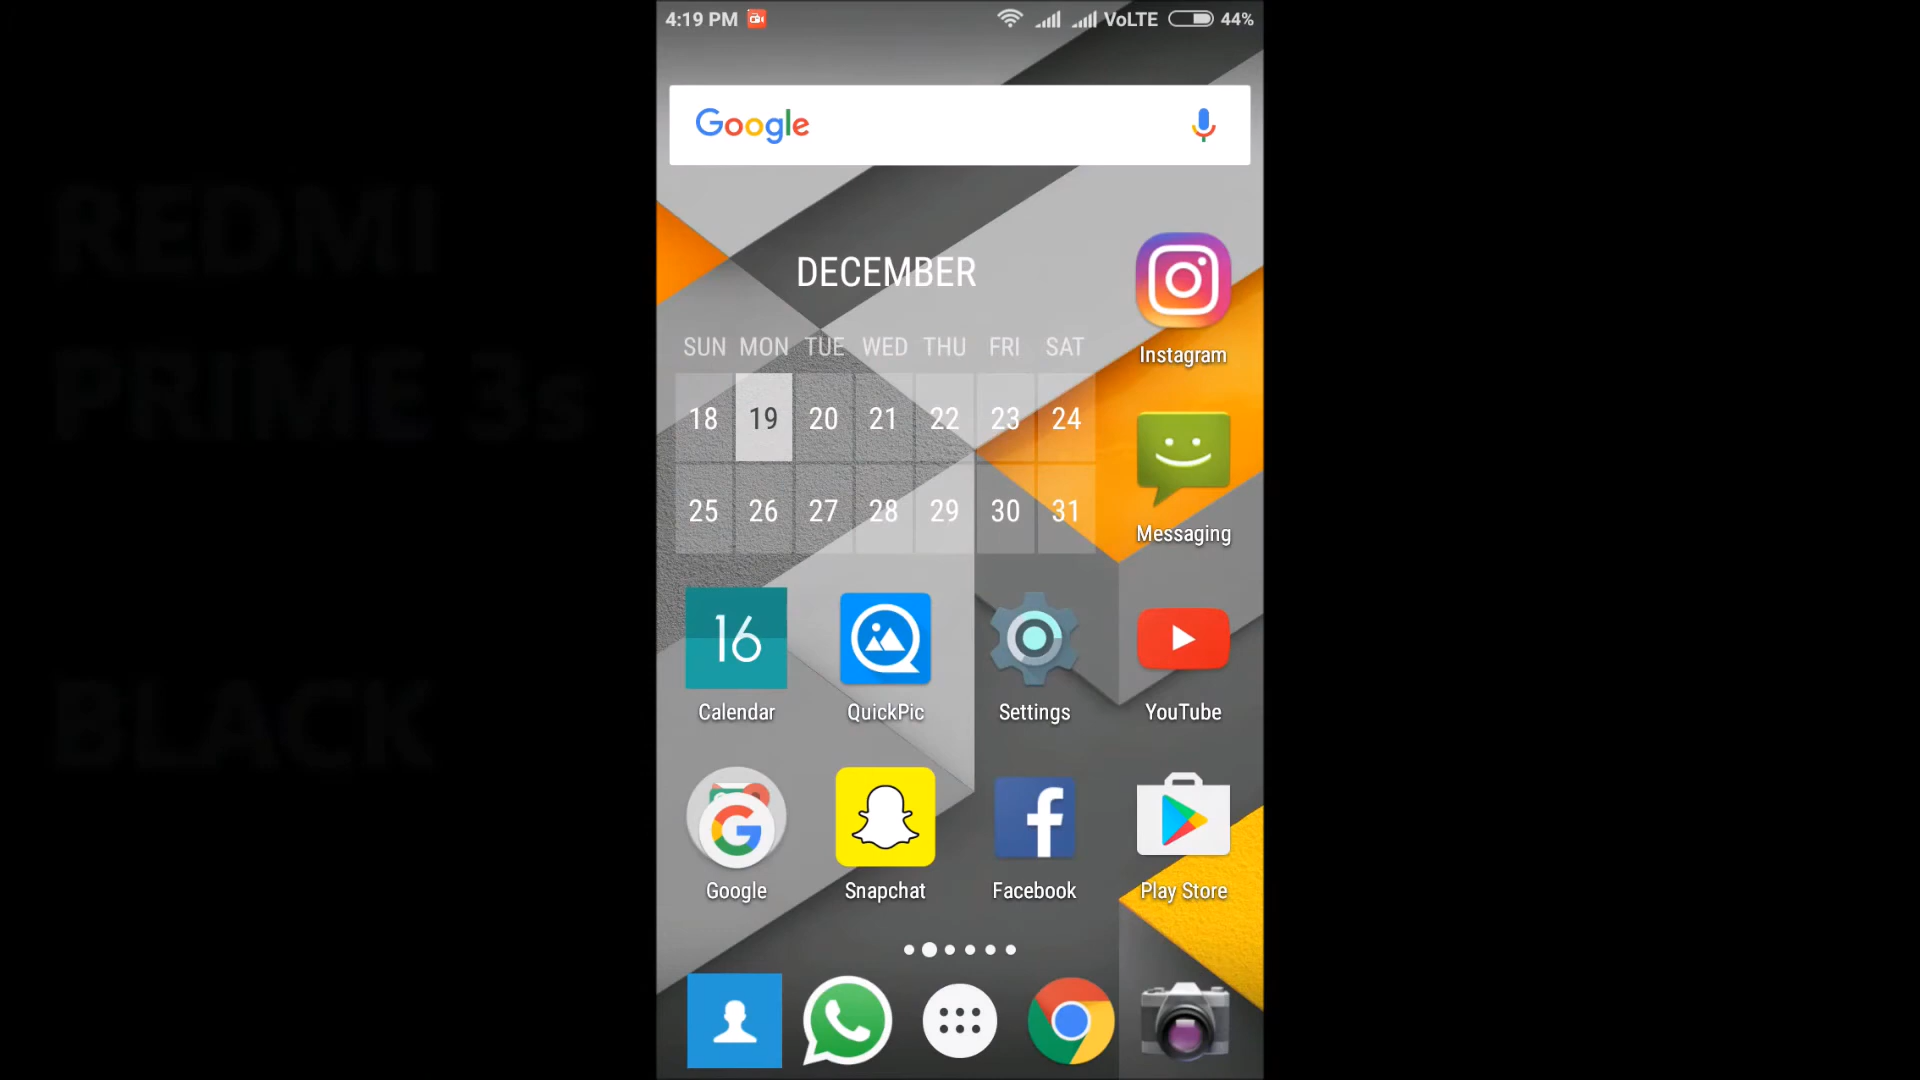 4:19 PM VoLTE 44%
Google
DECEMBER
SUN MON TUE WED THU FRI SAT
18 19 20 21 22 23 24
25 26 27 28 29 30 31
Instagram
Messaging
16
Calendar QuickPic Settings YouTube
G f
Google Snapchat Facebook Play Store
REDMI
PRIME 3s
BLACK